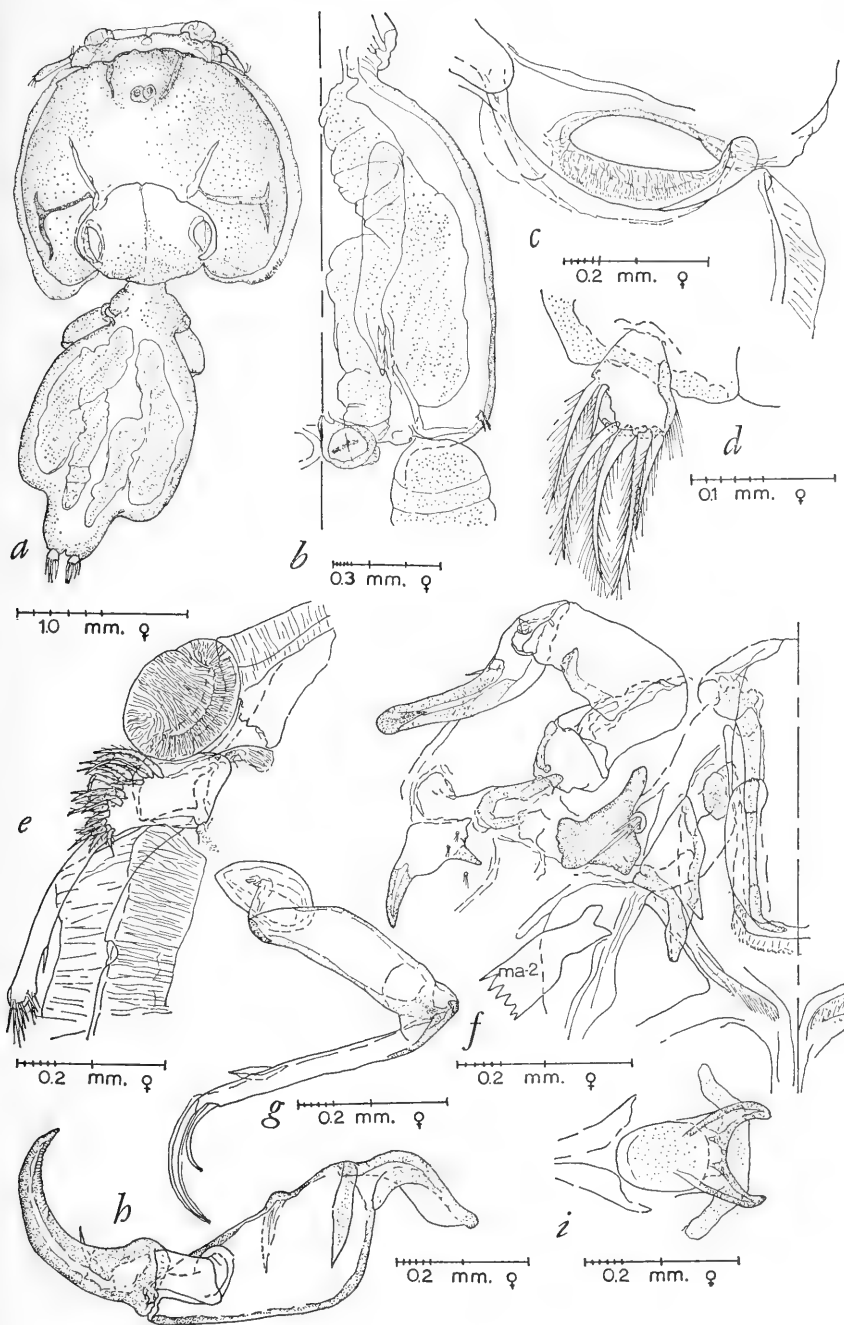 a
b
c
0.2 mm. ♀
d
0.1 mm. ♀
0.3 mm. ♀
1.0 mm. ♀
e
ma-2
f
0.2 mm. ♀
0.2 mm. ♀
g
0.2 mm. ♀
h
i
0.2 mm. ♀
0.2 mm. ♀